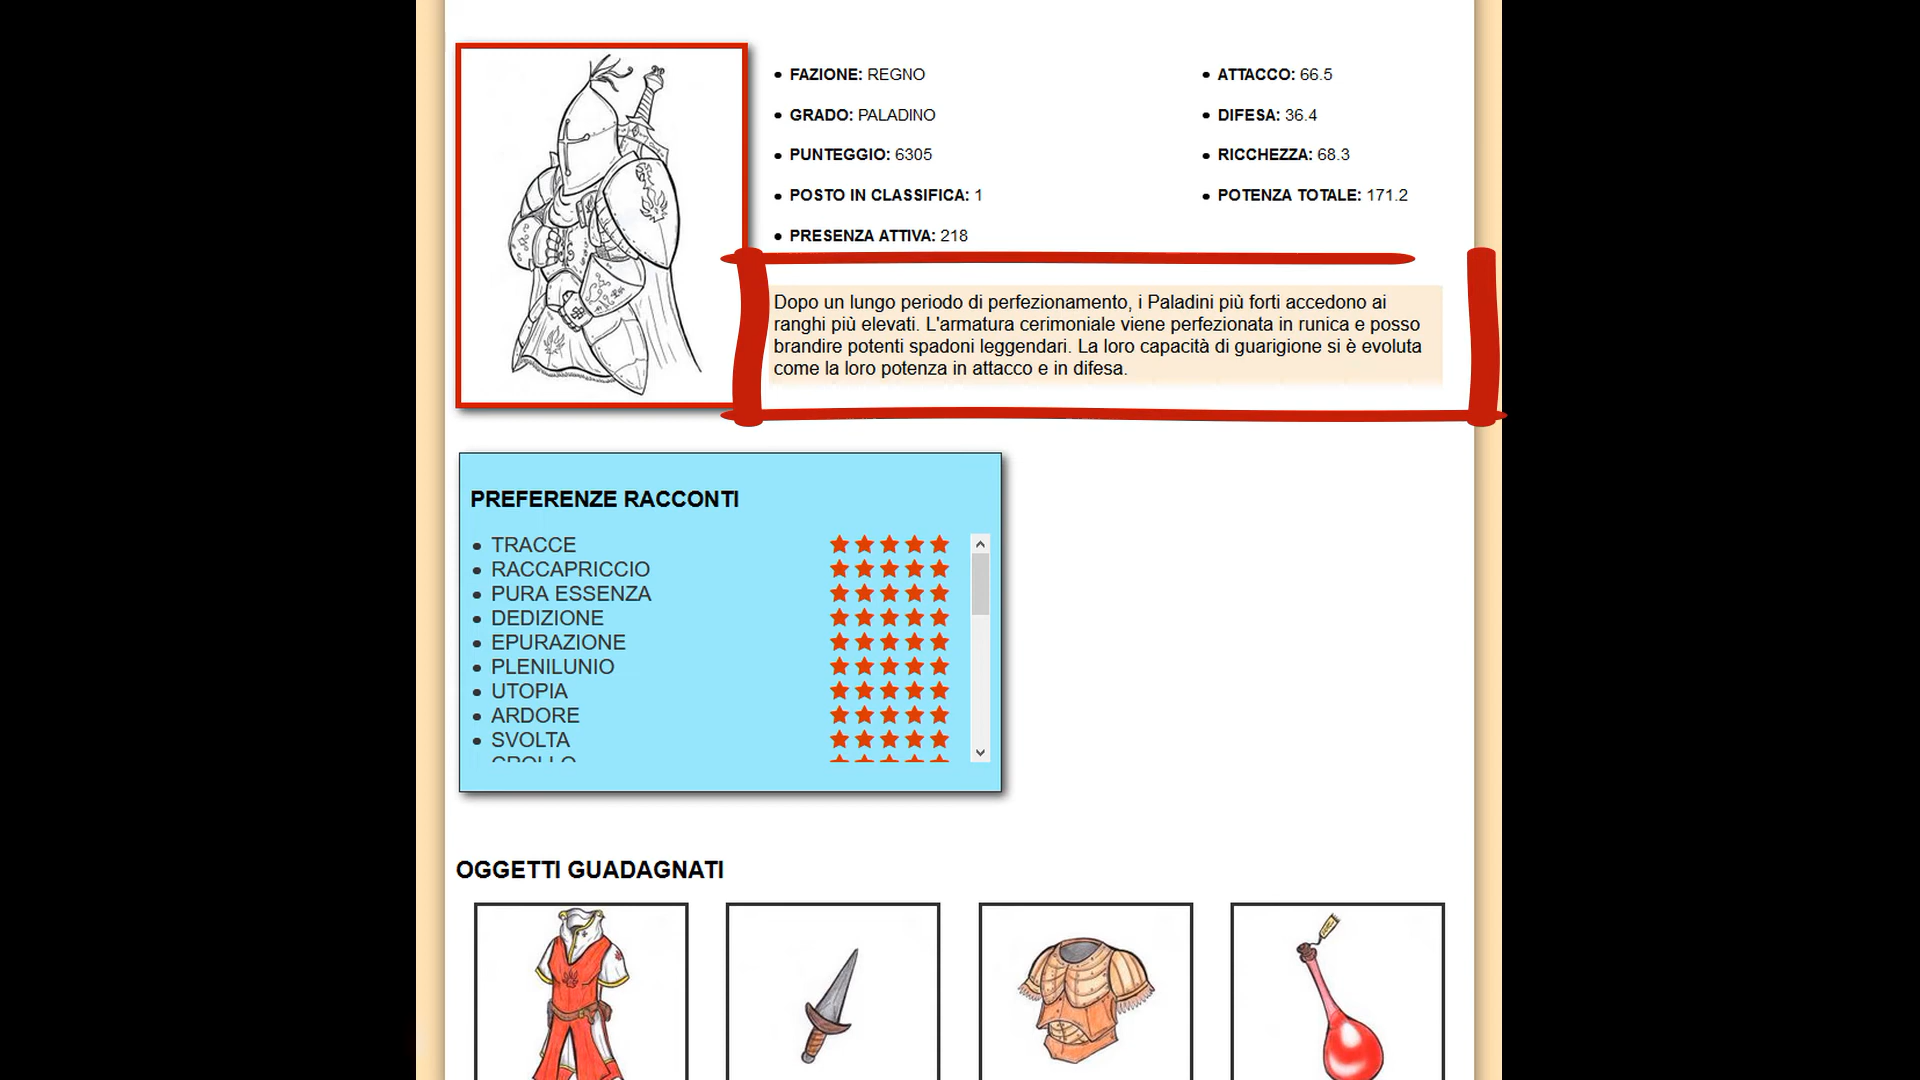 FAZIONE: REGNO
GRADO: PALADINO
PUNTEGGIO: 6305
POSTO IN CLASSIFICA: 1
PRESENZA ATTIVA: 218
ATTACCO: 66.5
DIFESA: 36.4
RICCHEZZA: 68.3
POTENZA TOTALE: 171.2
Dopo un lungo periodo di perfezionamento, i Paladini più forti accedono ai
ranghi più elevati. L'armatura cerimoniale viene perfezionata in runica e posso
brandire potenti spadoni leggendari. La loro capacità di guarigione si è evoluta
come la loro potenza in attacco e in difesa.
PREFERENZE RACCONTI
TRACCE
RACCAPRICCIO
PURA ESSENZA
DEDIZIONE
EPURAZIONE
PLENILUNIO
UTOPIA
ARDORE
SVOLTA
OGGETTI GUADAGNATI